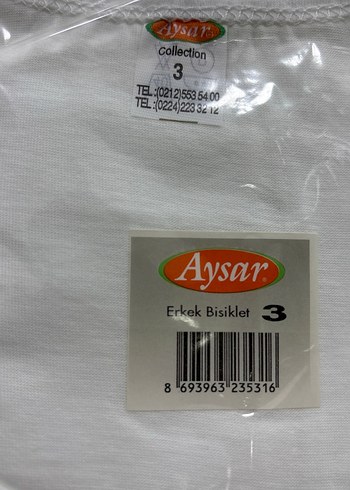 Aysar
Collection
3
TEL:(0212)553 54 00
TEL:(0224)223 32 12
Aysar
Erkek Bisiklet 3
8 693963 235316